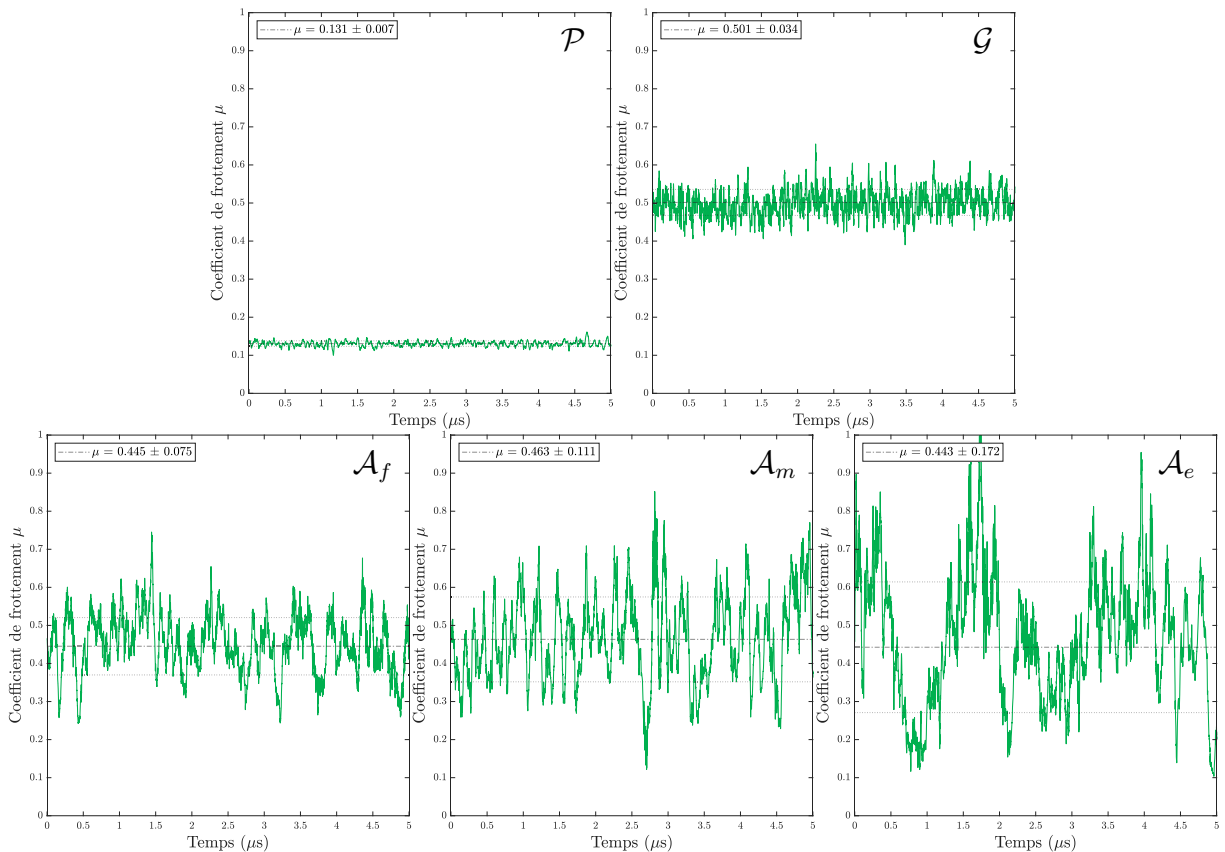 μ = 0.131 ± 0.007
𝒫
1
0.9
0.8
0.7
0.6
0.5
0.4
0.3
0.2
0.1
0
Coefficient de frottement μ
0 0.5 1 1.5 2 2.5 3 3.5 4 4.5 5
Temps (μs)
μ = 0.501 ± 0.034
𝒢
1
0.9
0.8
0.7
0.6
0.5
0.4
0.3
0.2
0.1
0
Coefficient de frottement μ
0 0.5 1 1.5 2 2.5 3 3.5 4 4.5 5
Temps (μs)
μ = 0.445 ± 0.075
𝒜f
1
0.9
0.8
0.7
0.6
0.5
0.4
0.3
0.2
0.1
0
Coefficient de frottement μ
0 0.5 1 1.5 2 2.5 3 3.5 4 4.5 5
Temps (μs)
μ = 0.463 ± 0.111
𝒜m
1
0.9
0.8
0.7
0.6
0.5
0.4
0.3
0.2
0.1
0
Coefficient de frottement μ
0 0.5 1 1.5 2 2.5 3 3.5 4 4.5 5
Temps (μs)
μ = 0.443 ± 0.172
𝒜e
1
0.9
0.8
0.7
0.6
0.5
0.4
0.3
0.2
0.1
0
Coefficient de frottement μ
0 0.5 1 1.5 2 2.5 3 3.5 4 4.5 5
Temps (μs)